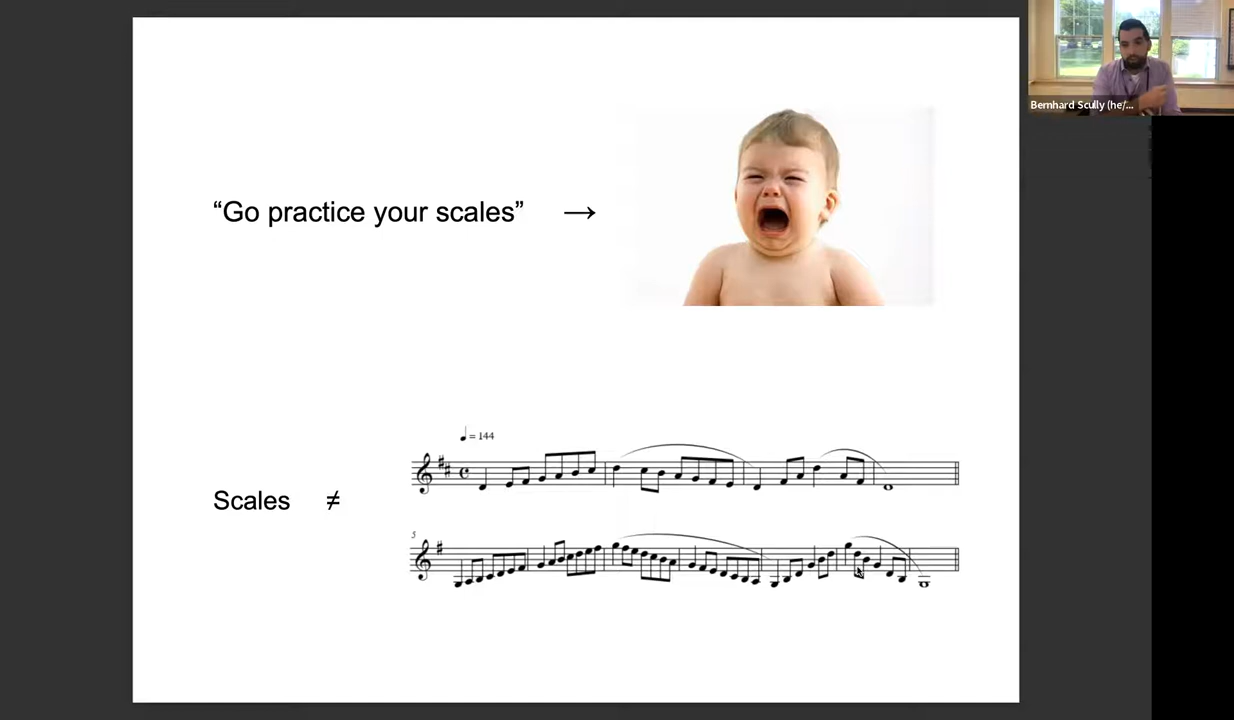 Bernhard Scully (he/...
“Go practice your scales” →
♩ = 144
Scales ≠
5